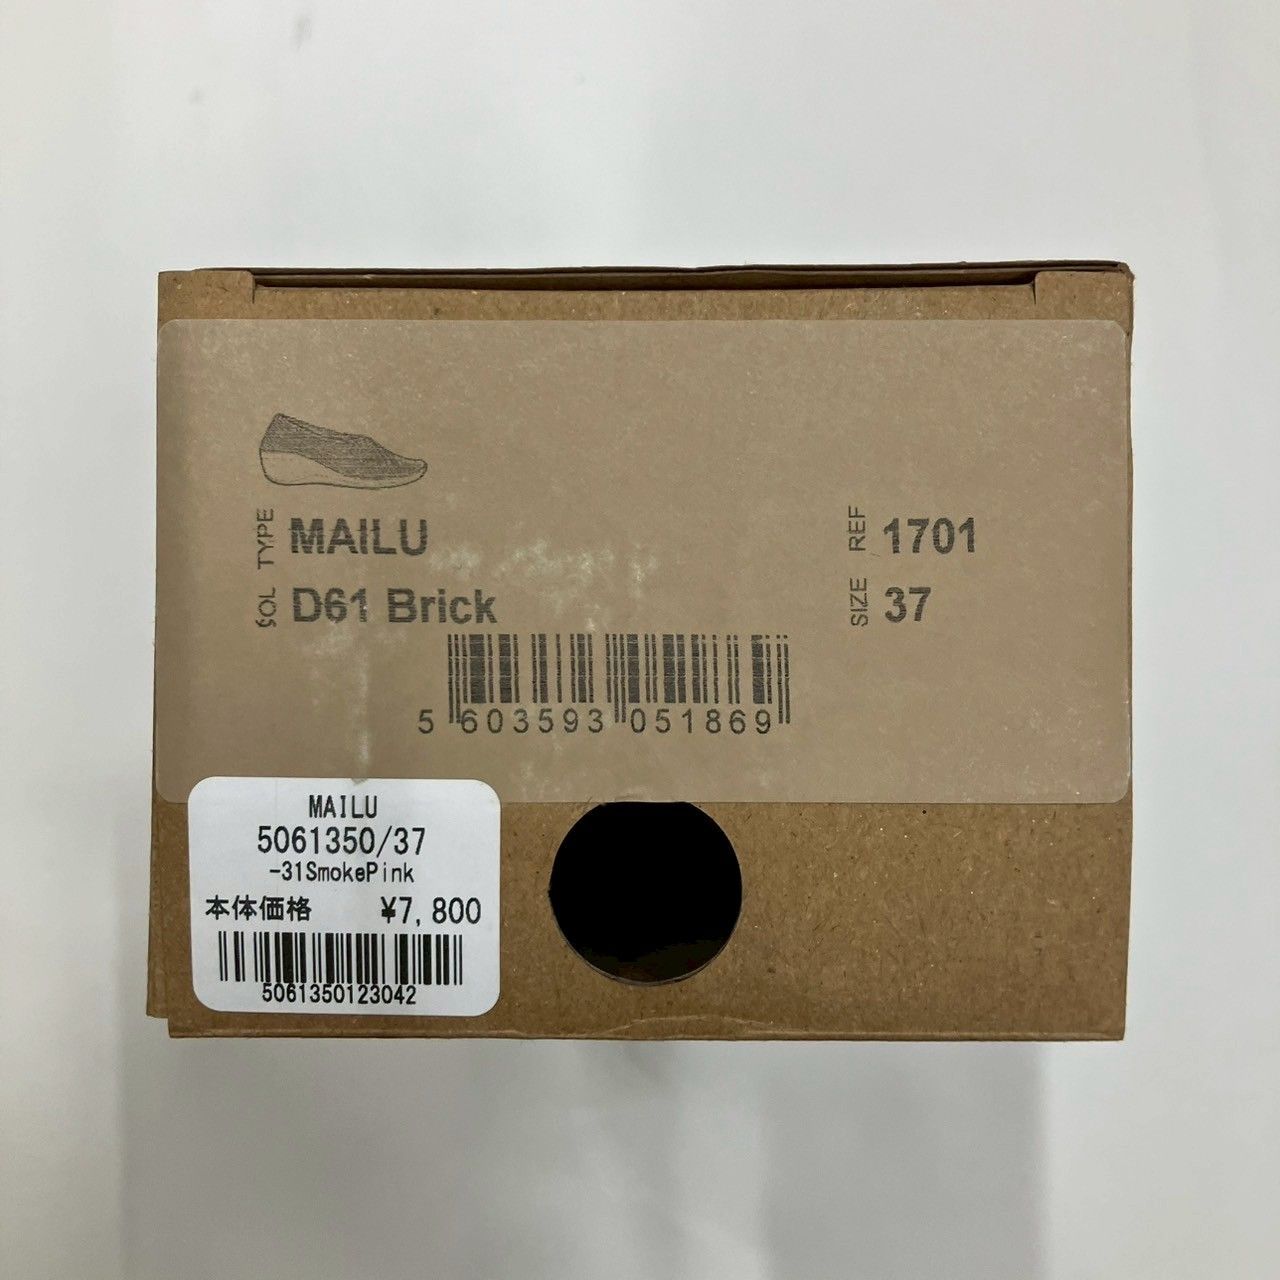 TYPE MAILU REF 1701
COL D61 Brick SIZE 37
5 603593 051869
MAILU
5061350/37
-31SmokePink
本体価格 ¥7,800
5061350123042